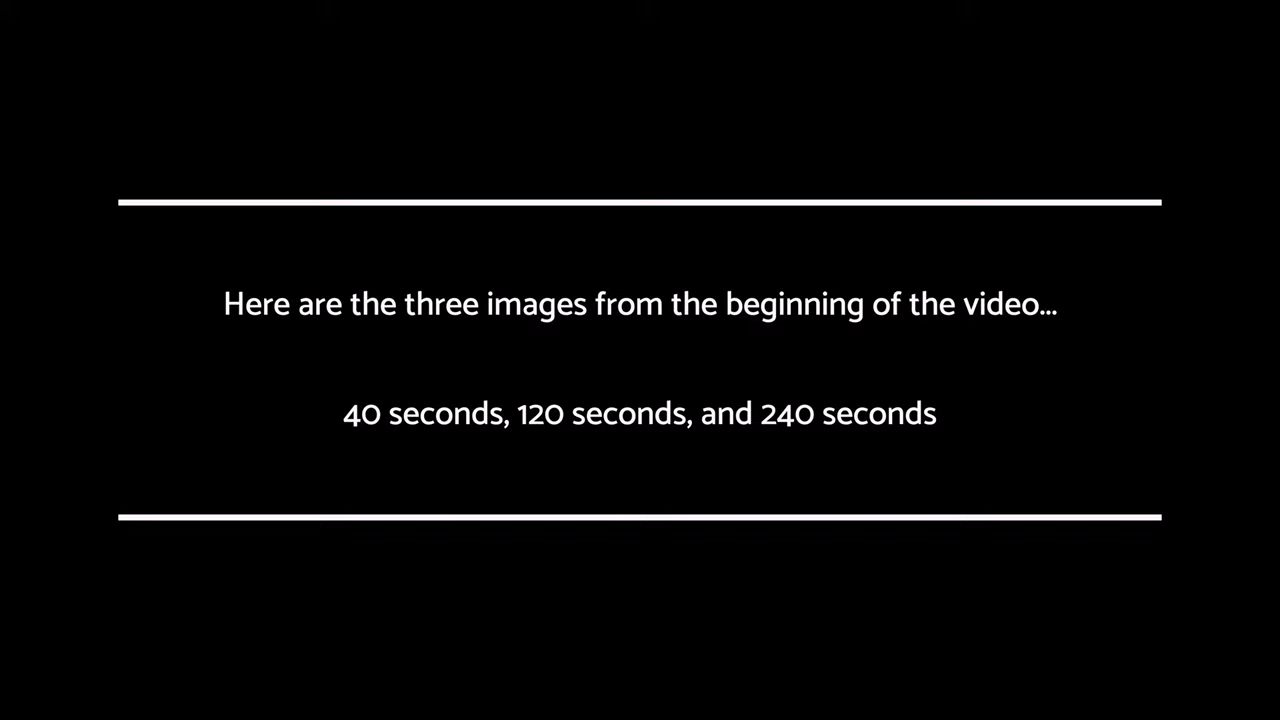 Here are the three images from the beginning of the video...
40 seconds, 120 seconds, and 240 seconds